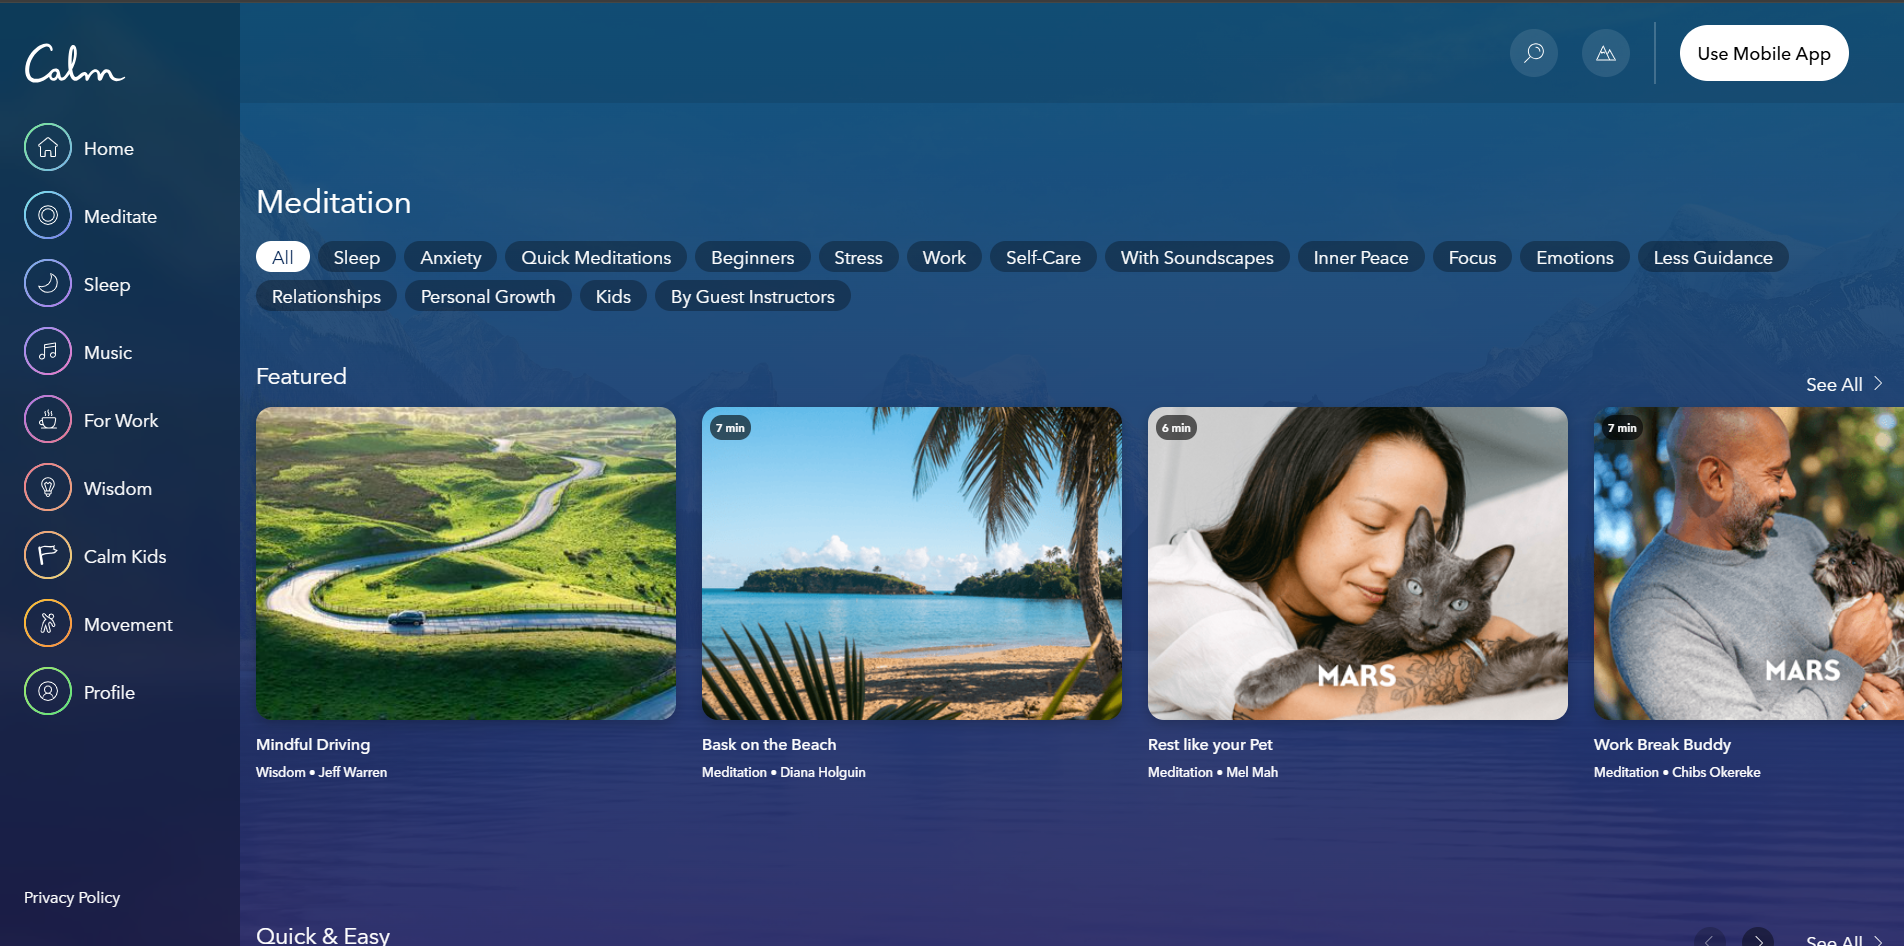 Calm
Home
Meditate
Sleep
Music
For Work
Wisdom
Calm Kids
Movement
Profile
Privacy Policy
Use Mobile App
Meditation
All Sleep Anxiety Quick Meditations Beginners Stress Work Self-Care With Soundscapes Inner Peace Focus Emotions Less Guidance
Relationships Personal Growth Kids By Guest Instructors
Featured
See All
7 min
6 min
MARS
7 min
MARS
Mindful Driving
Wisdom • Jeff Warren
Bask on the Beach
Meditation • Diana Holguin
Rest like your Pet
Meditation • Mel Mah
Work Break Buddy
Meditation • Chibs Okereke
Quick & Easy
See All